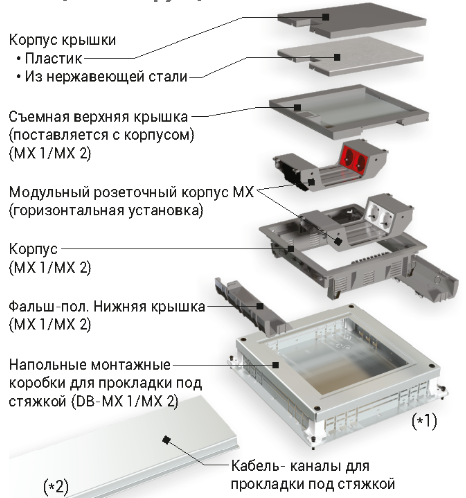 Корпус крышки
• Пластик
• Из нержавеющей стали
Съемная верхняя крышка
(поставляется с корпусом)
(MX 1/MX 2)
Модульный розеточный корпус MX
(горизонтальная установка)
Корпус
(MX 1/MX 2)
Фальш-пол. Нижняя крышка
(MX 1/MX 2)
Напольные монтажные
коробки для прокладки под
стяжкой (DB-MX 1/MX 2)
(*1)
(*2)
Кабель- каналы для
прокладки под стяжкой